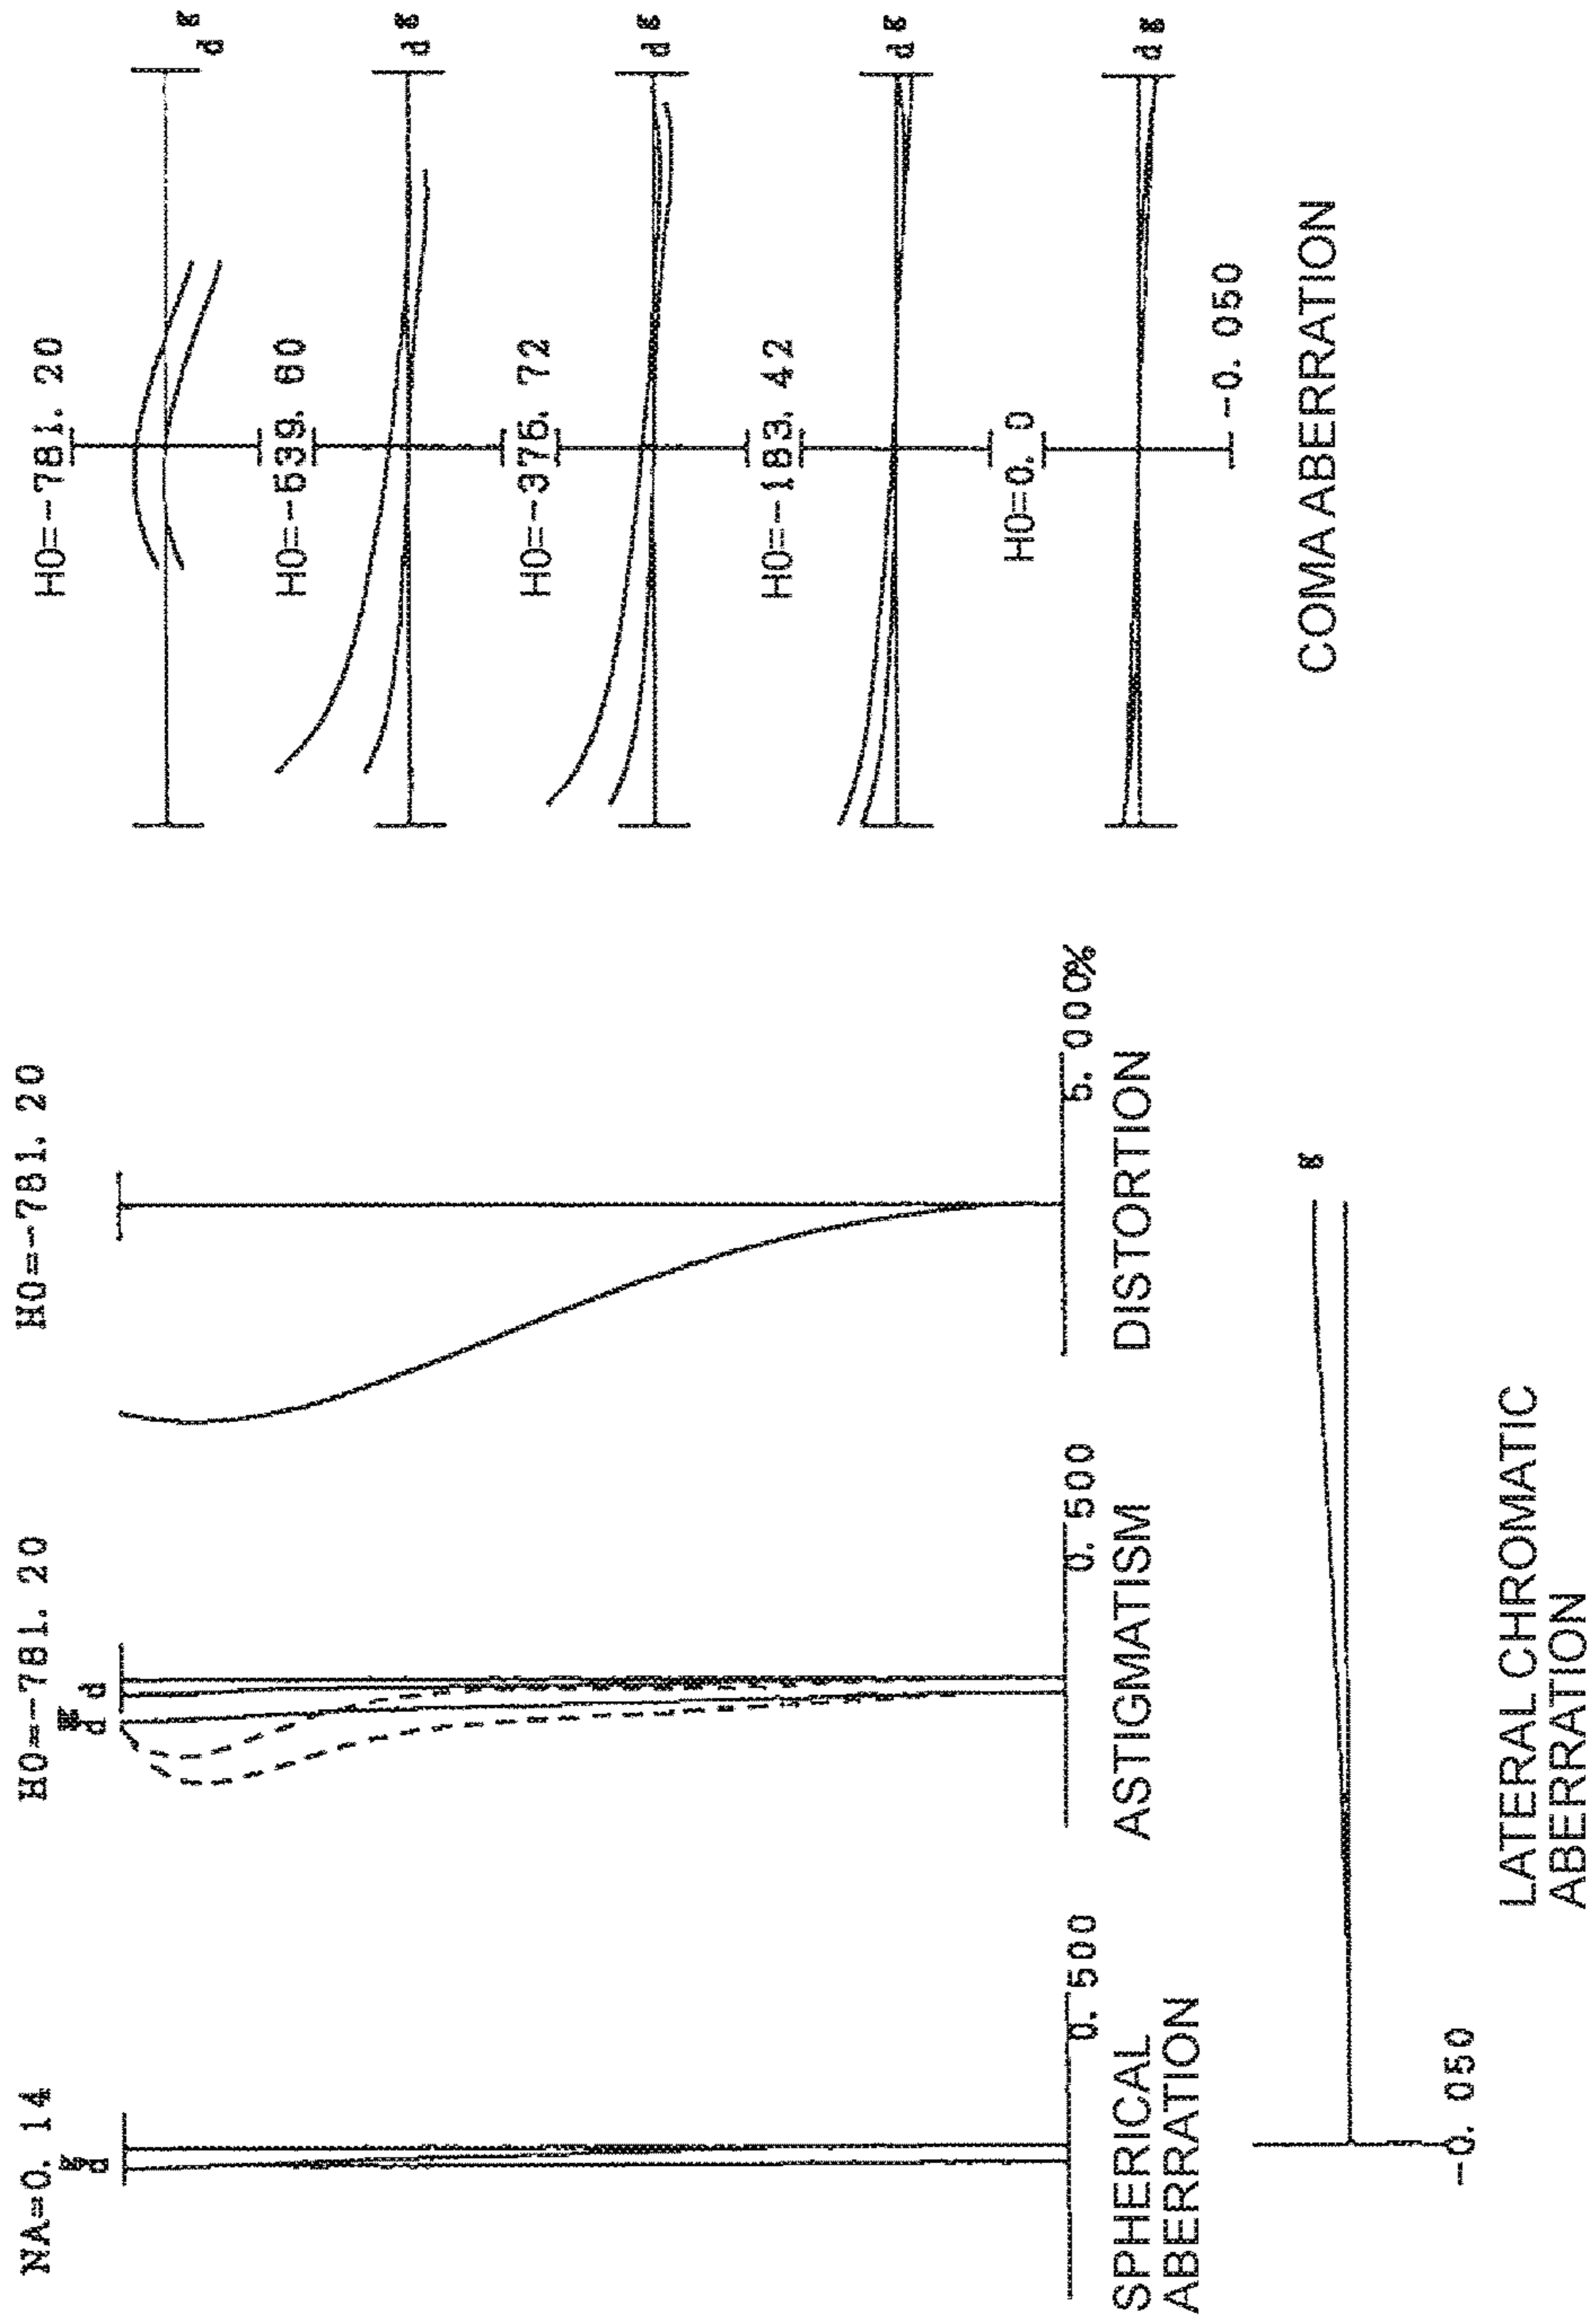 NA=0. 14
g
d
0. 500
SPHERICAL
ABERRATION
H0=-781. 20
g
d
d
0. 500
ASTIGMATISM
H0=-781. 20
5. 000%
DISTORTION
g
-0. 050
LATERAL CHROMATIC
ABERRATION
H0=-781. 20
g
d
H0=-539. 60
d g
H0=-376. 72
d g
H0=-183. 42
d g
H0=0. 0
d g
-0. 050
COMA ABERRATION